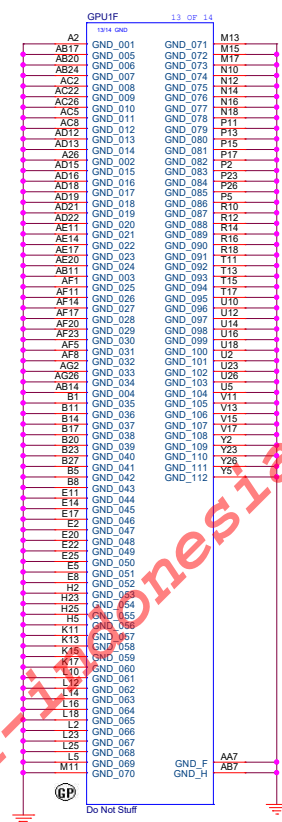 GPU1F 13 OF 14
13/14 GND
A2 GND_001 GND_071 M13
AB17 GND_005 GND_072 M15
AB20 GND_006 GND_073 M17
AB24 GND_007 GND_074 N10
AC2 GND_008 GND_075 N12
AC22 GND_009 GND_076 N14
AC26 GND_010 GND_077 N16
AC5 GND_011 GND_078 N18
AC8 GND_012 GND_079 P11
AD12 GND_013 GND_080 P13
AD13 GND_014 GND_081 P15
A26 GND_002 GND_082 P17
AD15 GND_015 GND_083 P2
AD16 GND_016 GND_084 P23
AD18 GND_017 GND_085 P26
AD19 GND_018 GND_086 P5
AD21 GND_019 GND_087 R10
AD22 GND_020 GND_088 R12
AE11 GND_021 GND_089 R14
AE14 GND_022 GND_090 R16
AE17 GND_023 GND_091 R18
AE20 GND_024 GND_092 T11
AB11 GND_003 GND_093 T13
AF1 GND_025 GND_094 T15
AF11 GND_026 GND_095 T17
AF14 GND_027 GND_096 U10
AF17 GND_028 GND_097 U12
AF20 GND_029 GND_098 U14
AF23 GND_030 GND_099 U16
AF5 GND_031 GND_100 U18
AF8 GND_032 GND_101 U2
AG2 GND_033 GND_102 U23
AG26 GND_034 GND_103 U26
AB14 GND_004 GND_104 U5
B1 GND_035 GND_105 V11
B11 GND_036 GND_106 V13
B14 GND_037 GND_107 V15
B17 GND_038 GND_108 V17
B20 GND_039 GND_109 Y2
B23 GND_040 GND_110 Y23
B27 GND_041 GND_111 Y26
B5 GND_042 GND_112 Y5
B8 GND_043
E11 GND_044
E14 GND_045
E17 GND_046
E2 GND_047
E20 GND_048
E22 GND_049
E25 GND_050
E5 GND_051
E8 GND_052
H2 GND_053
H23 GND_054
H25 GND_055
H5 GND_056
K11 GND_057
K13 GND_058
K15 GND_059
K17 GND_060
L10 GND_061
L12 GND_062
L14 GND_063
L16 GND_064
L18 GND_065
L2 GND_066
L23 GND_067
L25 GND_068
L5 GND_069 GND_F AA7
M11 GND_070 GND_H AB7
GP
Do Not Stuff
-indonesia